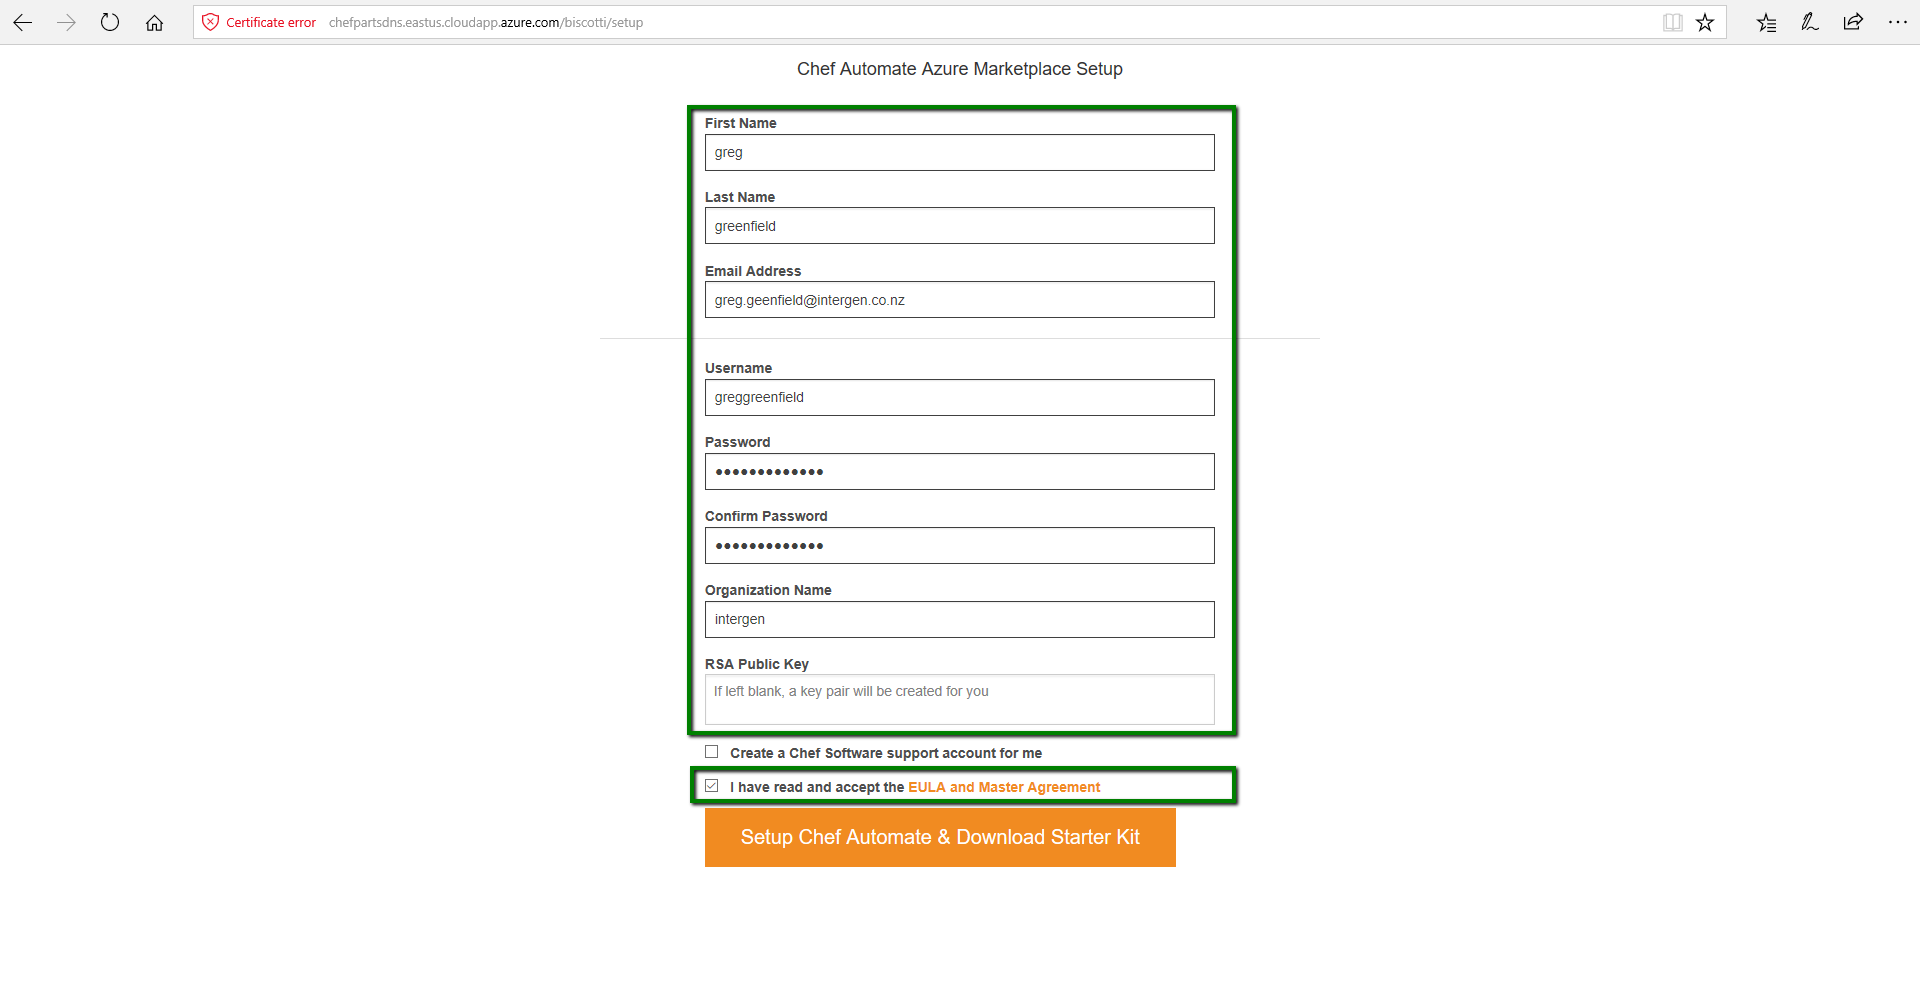 Certificate error chefpartsdns.eastus.cloudapp.azure.com/biscotti/setup
Chef Automate Azure Marketplace Setup
First Name
greg
Last Name
greenfield
Email Address
greg.geenfield@intergen.co.nz
Username
greggreenfield
Password
•••••••••••••
Confirm Password
•••••••••••••
Organization Name
intergen
RSA Public Key
If left blank, a key pair will be created for you
Create a Chef Software support account for me
I have read and accept the EULA and Master Agreement
Setup Chef Automate & Download Starter Kit